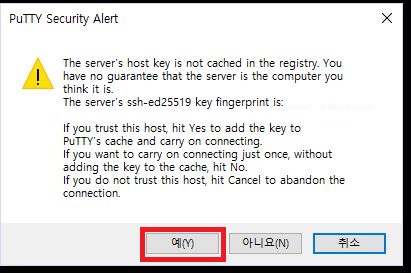 PuTTY Security Alert
The server's host key is not cached in the registry. You
have no guarantee that the server is the computer you
think it is.
The server's ssh-ed25519 key fingerprint is:
If you trust this host, hit Yes to add the key to
PuTTY's cache and carry on connecting.
If you want to carry on connecting just once, without
adding the key to the cache, hit No.
If you do not trust this host, hit Cancel to abandon the
connection.
예(Y)
아니요(N)
취소